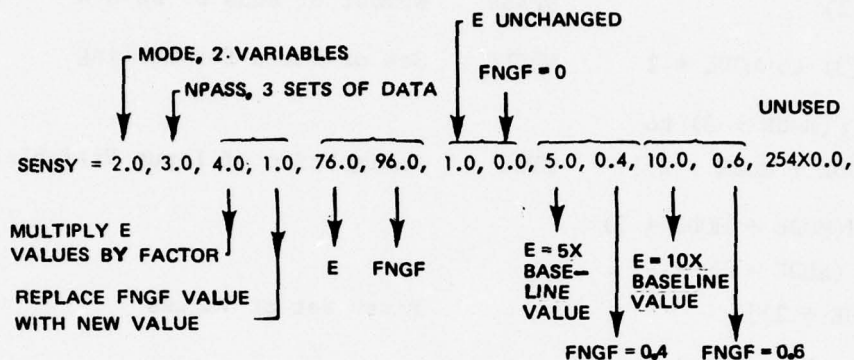 E UNCHANGED
MODE, 2 VARIABLES
FNGF = 0
NPASS, 3 SETS OF DATA
UNUSED
SENSY = 2.0, 3.0, 4.0, 1.0, 76.0, 96.0, 1.0, 0.0, 5.0, 0.4, 10.0, 0.6, 254X0.0,
MULTIPLY E
VALUES BY FACTOR
E FNGF
E = 5X
BASE-
LINE
VALUE
E = 10X
BASELINE
VALUE
REPLACE FNGF VALUE
WITH NEW VALUE
FNGF = 0.4 FNGF = 0.6